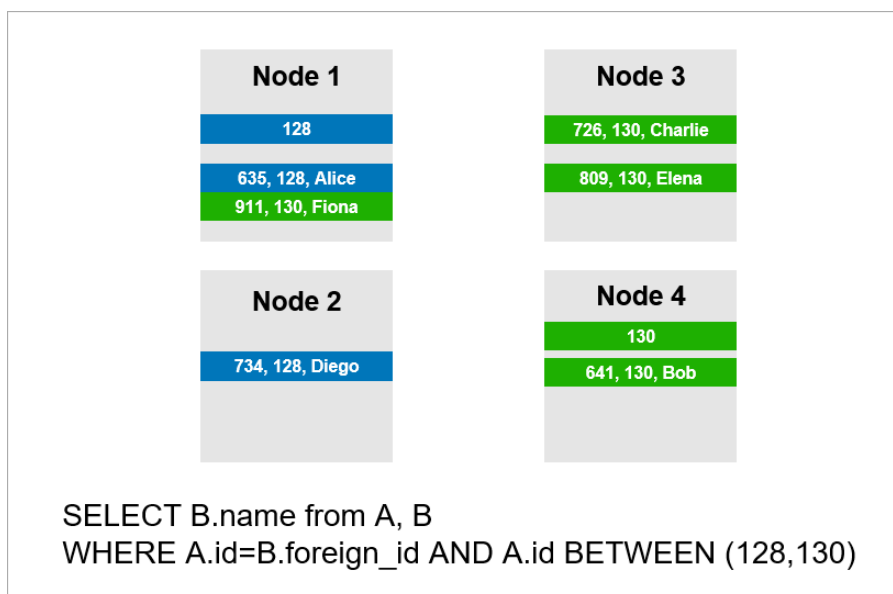 Node 1
128
635, 128, Alice
911, 130, Fiona
Node 3
726, 130, Charlie
809, 130, Elena
Node 2
734, 128, Diego
Node 4
130
641, 130, Bob
SELECT B.name from A, B
WHERE A.id=B.foreign_id AND A.id BETWEEN (128,130)